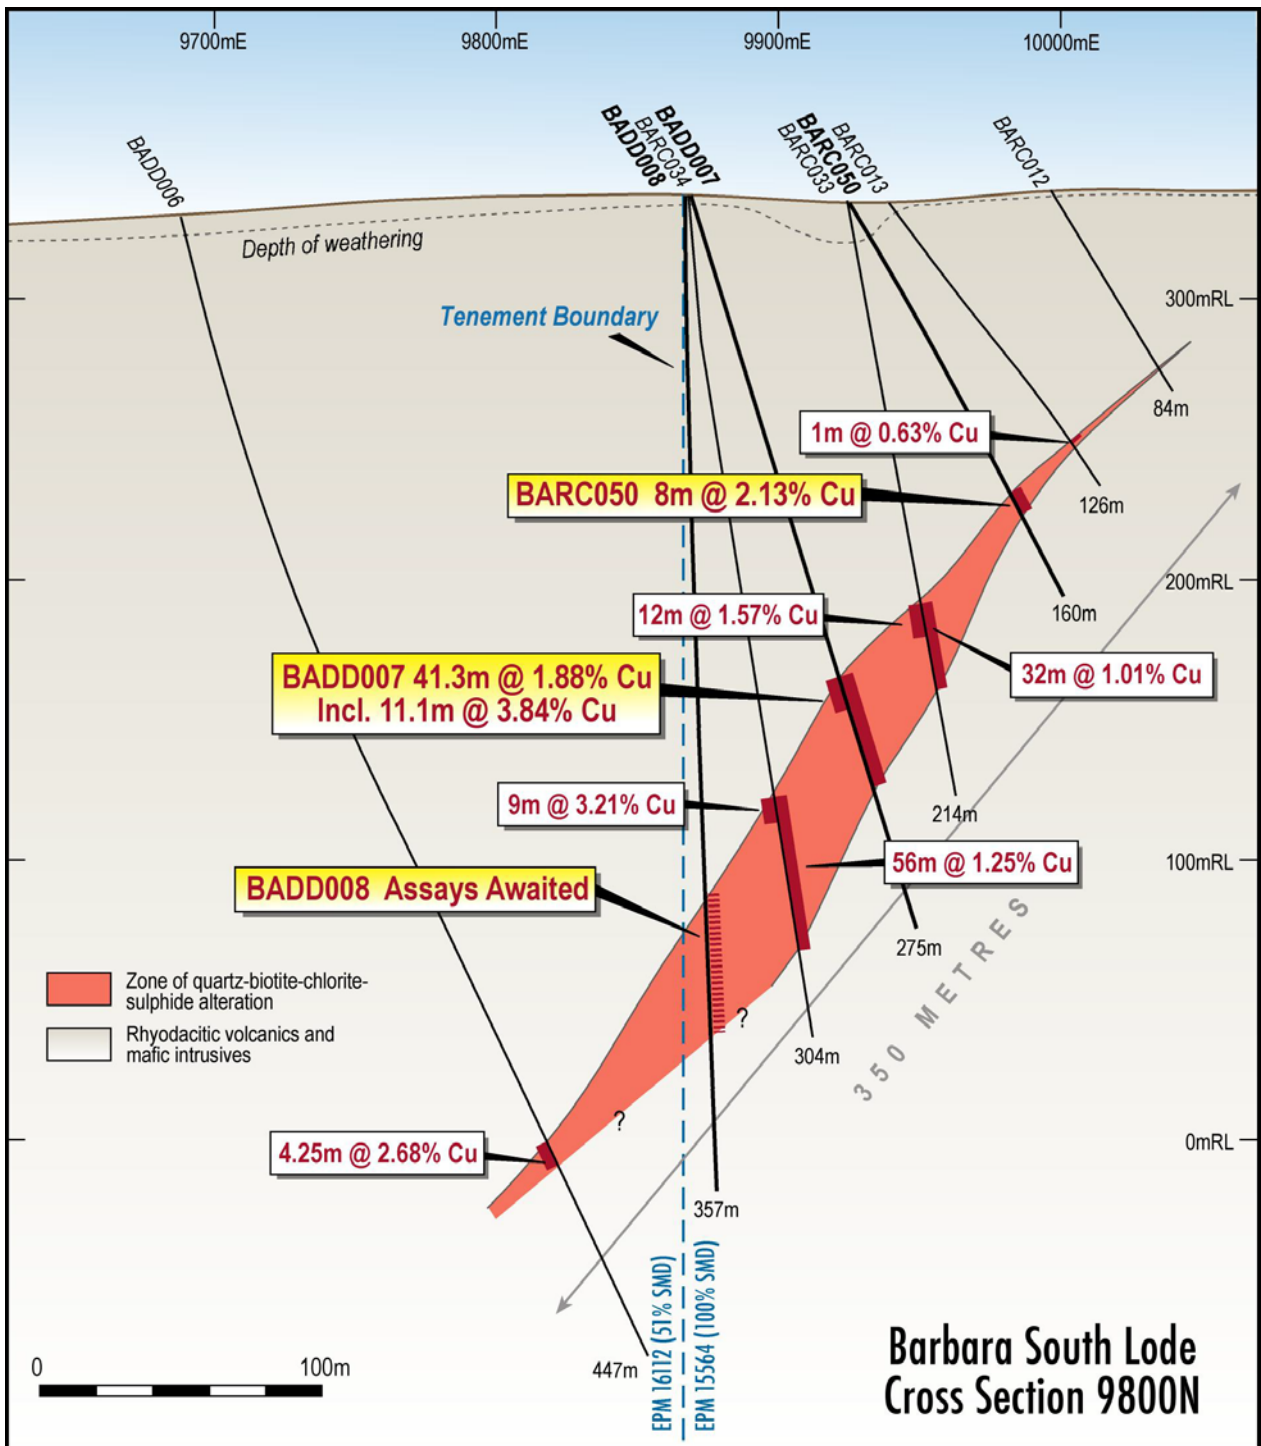 9700mE
9800mE
9900mE
10000mE
BADD006
BADD008
BARC034
BADD007
BARC033
BARC050
BARC013
BARC012
Depth of weathering
Tenement Boundary
300mRL
84m
1m @ 0.63% Cu
BARC050 8m @ 2.13% Cu
126m
200mRL
160m
12m @ 1.57% Cu
32m @ 1.01% Cu
BADD007 41.3m @ 1.88% Cu
Incl. 11.1m @ 3.84% Cu
9m @ 3.21% Cu
214m
56m @ 1.25% Cu
100mRL
BADD008 Assays Awaited
275m
350 METRES
Zone of quartz-biotite-chlorite-
sulphide alteration
Rhyodacitic volcanics and
mafic intrusives
?
304m
?
0mRL
4.25m @ 2.68% Cu
357m
EPM 16112 (51% SMD)
EPM 15564 (100% SMD)
447m
0
100m
Barbara South Lode
Cross Section 9800N